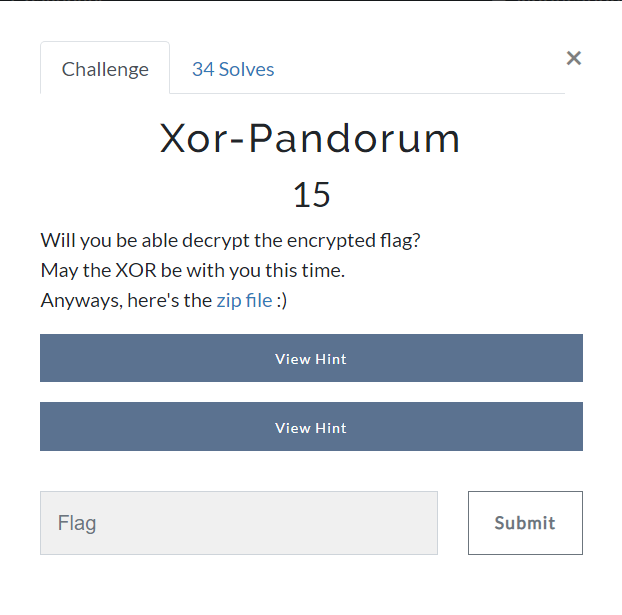 Challenge
34 Solves
×
Xor-Pandorum
15
Will you be able decrypt the encrypted flag?
May the XOR be with you this time.
Anyways, here's the zip file :)
View Hint
View Hint
Flag
Submit